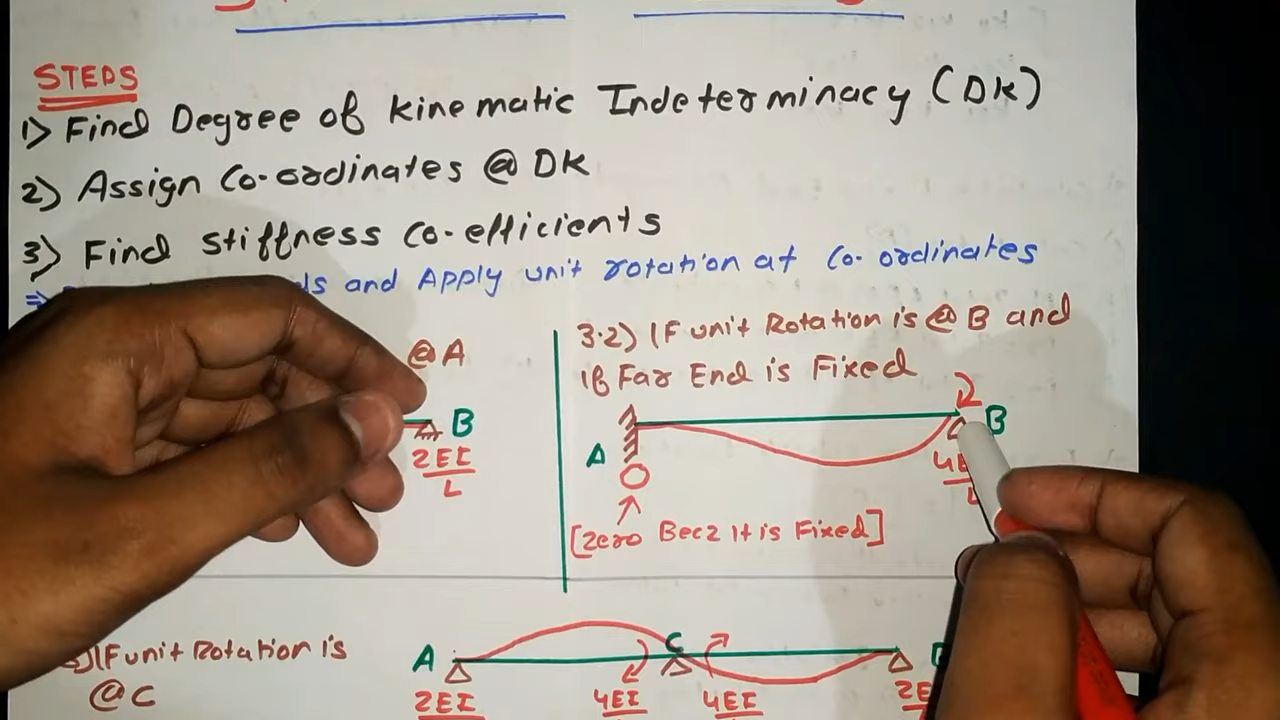 STEPS
1) Find Degree of kinematic Indeterminacy (DK)
2) Assign Co-ordinates @ DK
3) Find stiffness co-efficients
and Apply unit rotation at Co-ordinates
@ A
B
2EI
L
3.2) IF unit Rotation is @ B and
if Far End is Fixed
A
B
O
[zero Becz It is Fixed]
IF unit Rotation is
@ C
A
C
2EI
4EI
4EI